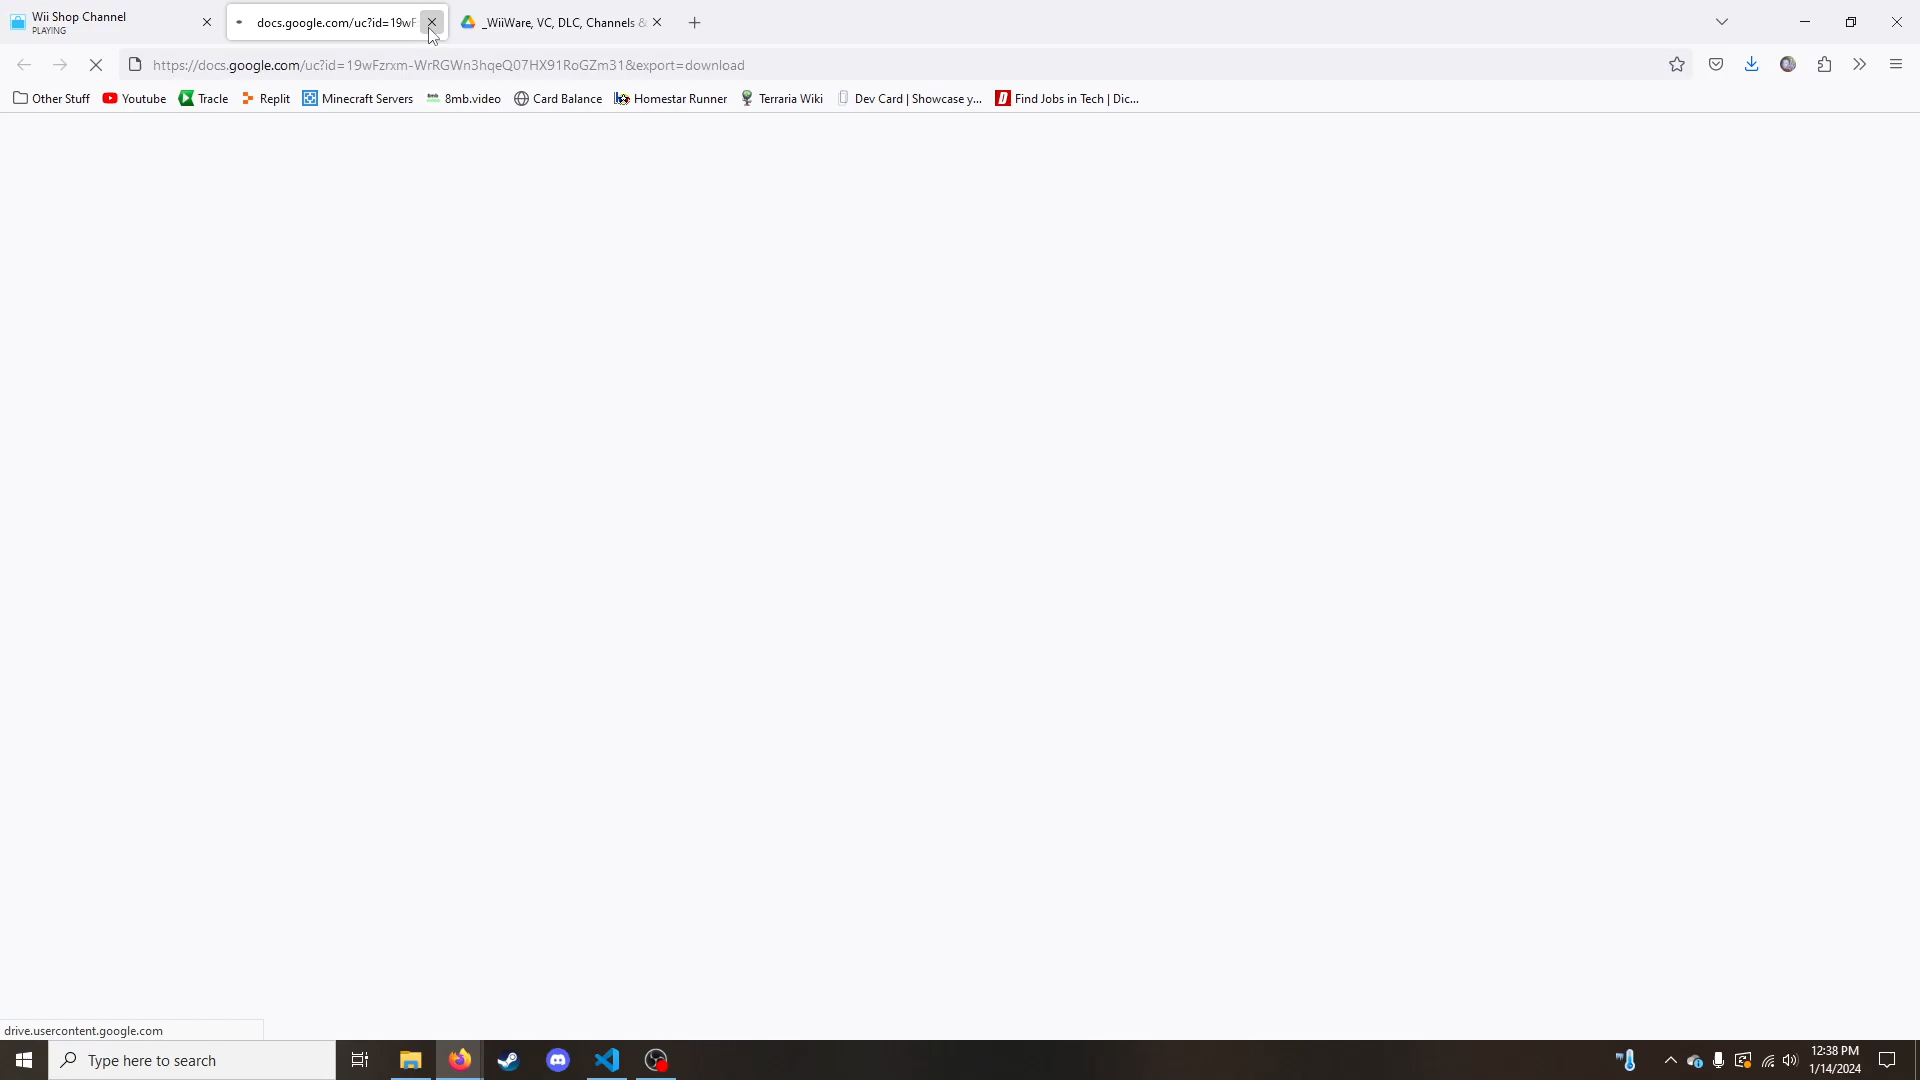 Wii Shop Channel
PLAYING
docs.google.com/uc?id=19wF
_WiiWare, VC, DLC, Channels &
https://docs.google.com/uc?id=19wFzrxm-WrRGWn3hqeQ07HX91RoGZm31&export=download
Other Stuff
Youtube
Tracle
Replit
Minecraft Servers
8mb.video
Card Balance
Homestar Runner
Terraria Wiki
Dev Card | Showcase y...
Find Jobs in Tech | Dic...
drive.usercontent.google.com
Type here to search
12:38 PM
1/14/2024